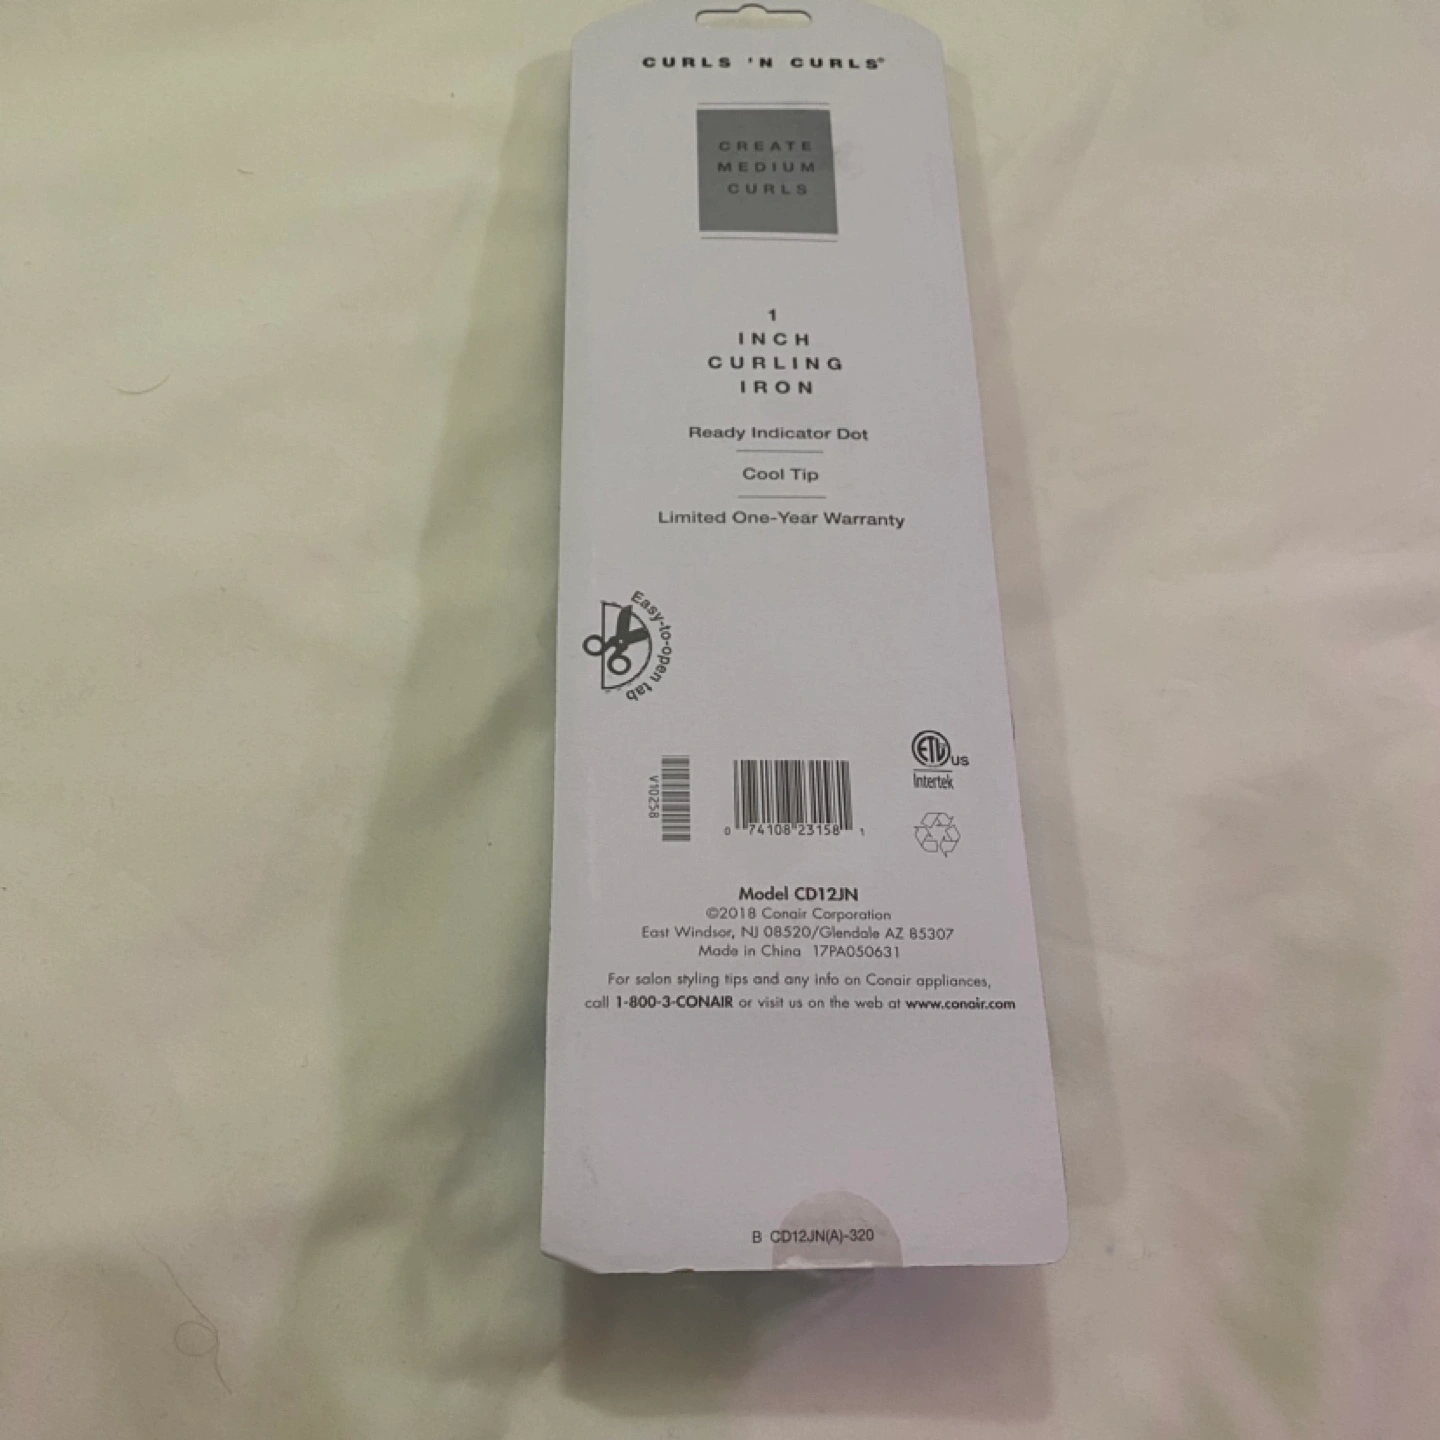 CURLS 'N CURLS®
CREATE
MEDIUM
CURLS
1
INCH
CURLING
IRON
Ready Indicator Dot
Cool Tip
Limited One-Year Warranty
Easy-to-open tab
ETL US
Intertek
V10258
0 74108 23158 1
Model CD12JN
©2018 Conair Corporation
East Windsor, NJ 08520/Glendale AZ 85307
Made in China 17PA050631
For salon styling tips and any info on Conair appliances,
call 1-800-3-CONAIR or visit us on the web at www.conair.com
B CD12JN(A)-320